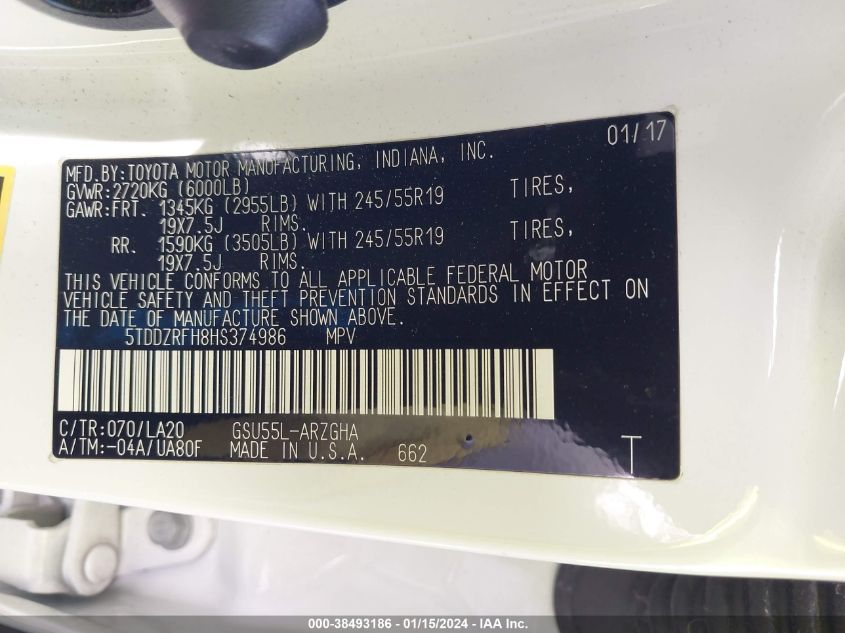 01/17
MFD.BY:TOYOTA MOTOR MANUFACTURING, INDIANA, INC.
GVWR:2720KG (6000LB)
GAWR:FRT. 1345KG (2955LB) WITH 245/55R19 TIRES,
19X7.5J RIMS.
RR. 1590KG (3505LB) WITH 245/55R19 TIRES,
19X7.5J RIMS.
THIS VEHICLE CONFORMS TO ALL APPLICABLE FEDERAL MOTOR
VEHICLE SAFETY AND THEFT PREVENTION STANDARDS IN EFFECT ON
THE DATE OF MANUFACTURE SHOWN ABOVE.
5TDDZRFH8HS374986 MPV
C/TR:070/LA20 GSU55L-ARZGHA
A/TM:-04A/UA80F MADE IN U.S.A. 662 T
000-38493186 - 01/15/2024 - IAA Inc.